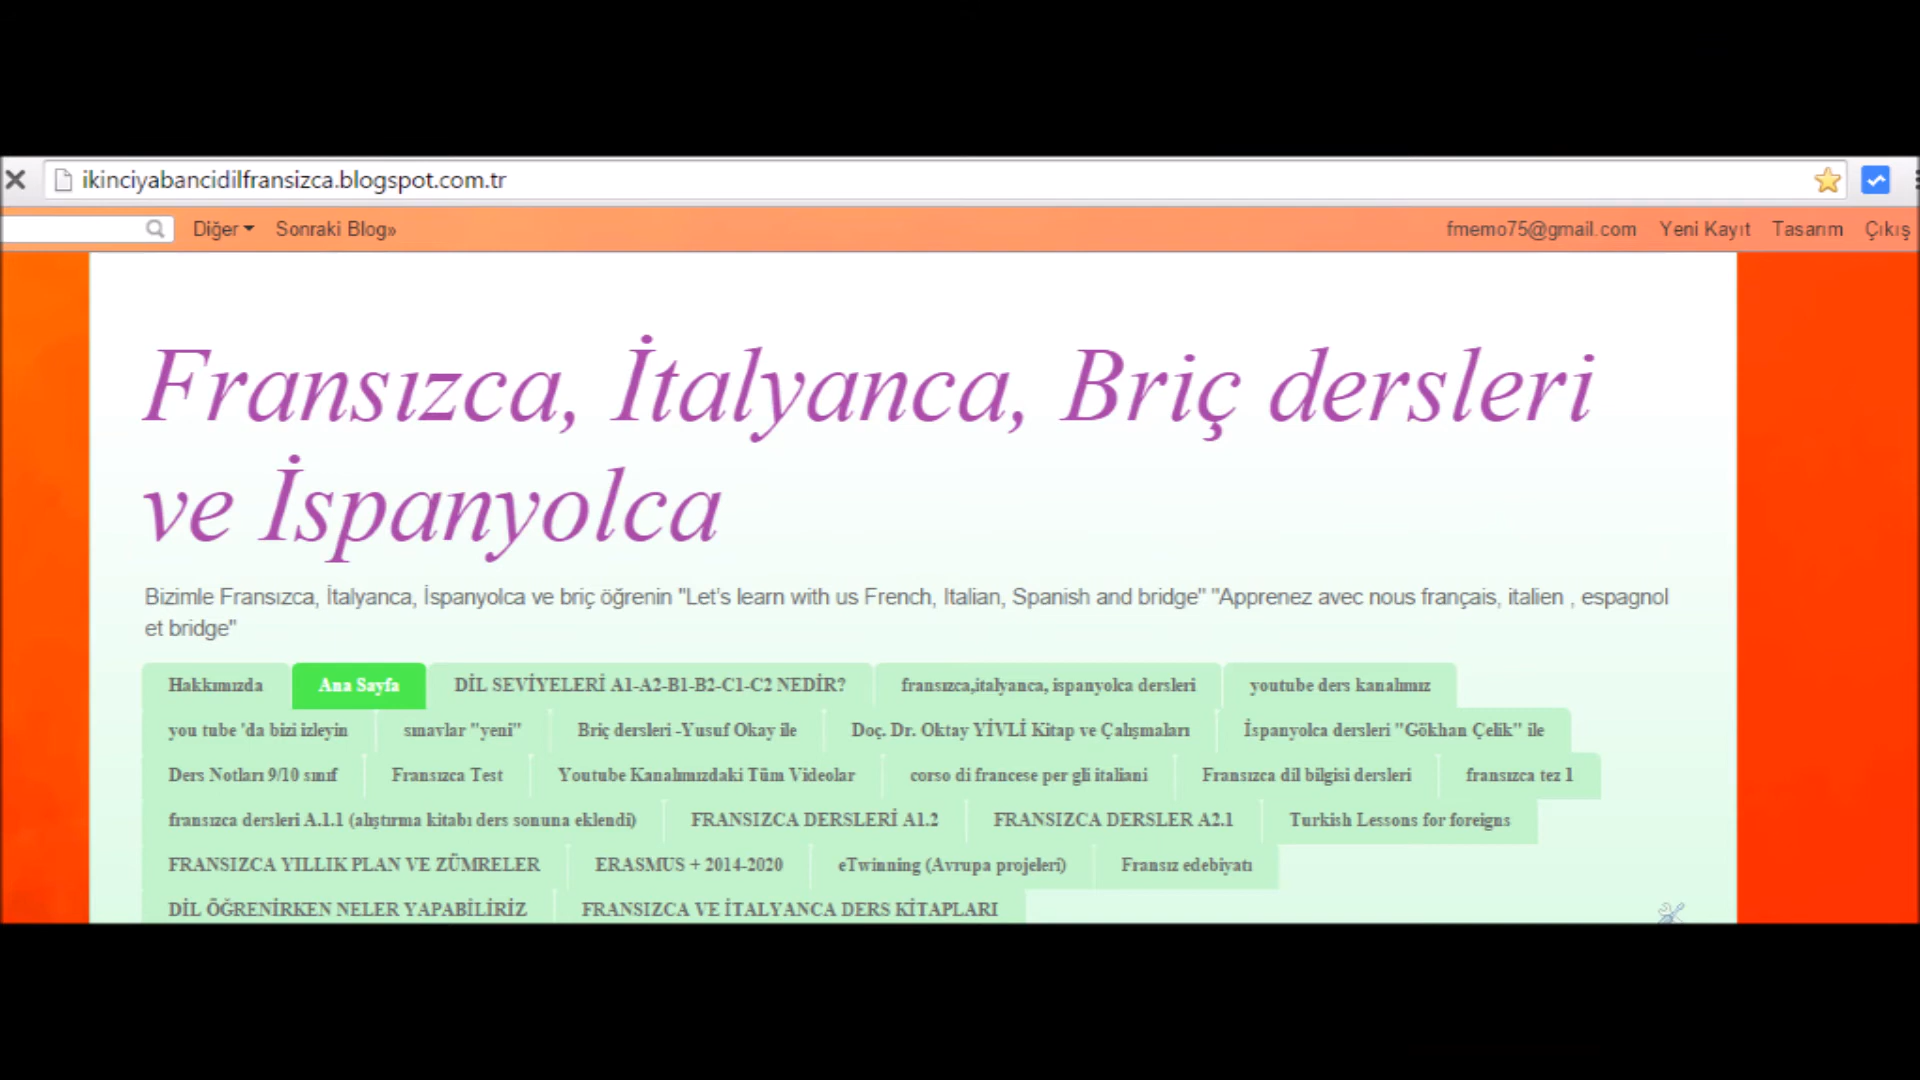 ikinciyabancidilfransizca.blogspot.com.tr
Diğer Sonraki Blog» fmemo75@gmail.com Yeni Kayıt Tasarım Çıkış
Fransızca, İtalyanca, Briç dersleri
ve İspanyolca
Bizimle Fransızca, İtalyanca, İspanyolca ve briç öğrenin "Let's learn with us French, Italian, Spanish and bridge" "Apprenez avec nous français, italien , espagnol
et bridge"
Hakkımızda Ana Sayfa DİL SEVİYELERİ A1-A2-B1-B2-C1-C2 NEDİR? fransızca,italyanca, ispanyolca dersleri youtube ders kanalımız
you tube 'da bizi izleyin sınavlar "yeni" Briç dersleri -Yusuf Okay ile Doç. Dr. Oktay YİVLİ Kitap ve Çalışmaları İspanyolca dersleri "Gökhan Çelik" ile
Ders Notları 9/10 sınıf Fransızca Test Youtube Kanalımızdaki Tüm Videolar corso di francese per gli italiani Fransızca dil bilgisi dersleri fransızca tez 1
fransızca dersleri A.1.1 (alıştırma kitabı ders sonuna eklendi) FRANSIZCA DERSLERİ A1.2 FRANSIZCA DERSLER A2.1 Turkish Lessons for foreigns
FRANSIZCA YILLIK PLAN VE ZÜMRELER ERASMUS + 2014-2020 eTwinning (Avrupa projeleri) Fransız edebiyatı
DİL ÖĞRENİRKEN NELER YAPABİLİRİZ FRANSIZCA VE İTALYANCA DERS KİTAPLARI